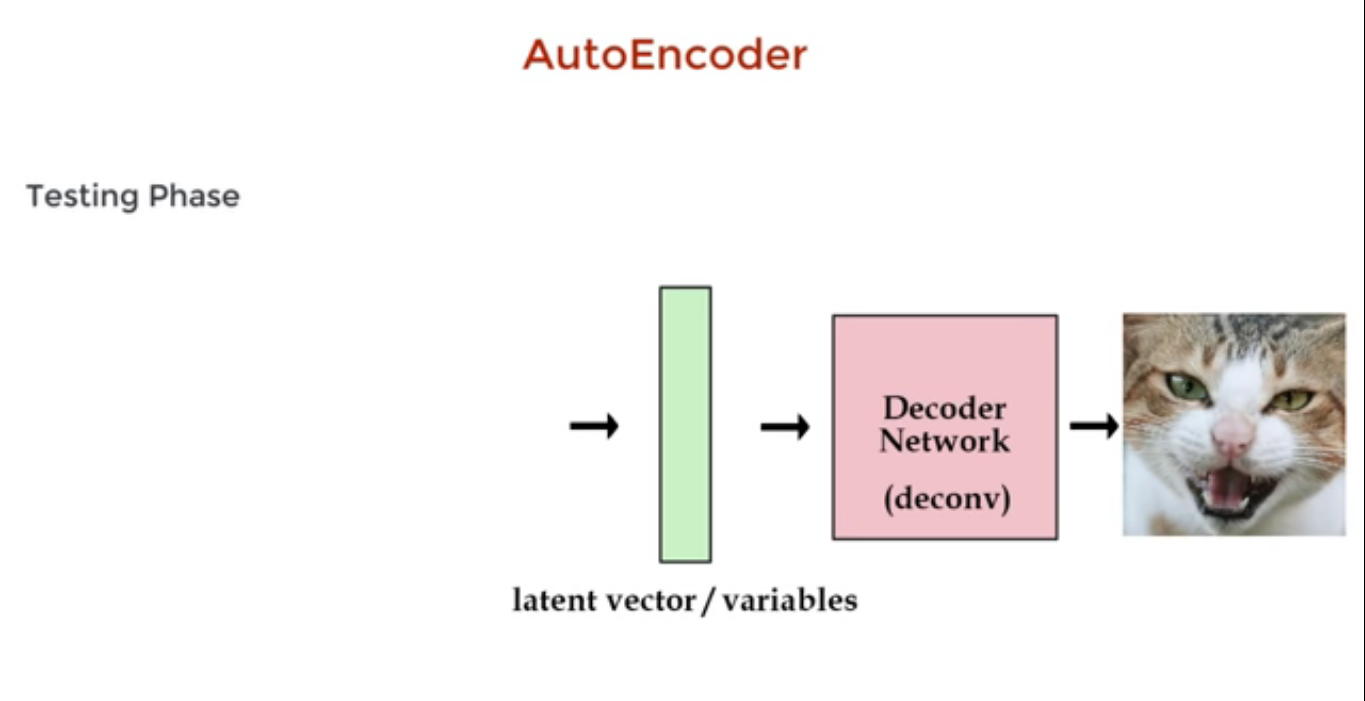 AutoEncoder
Testing Phase
Decoder
Network
(deconv)
latent vector / variables